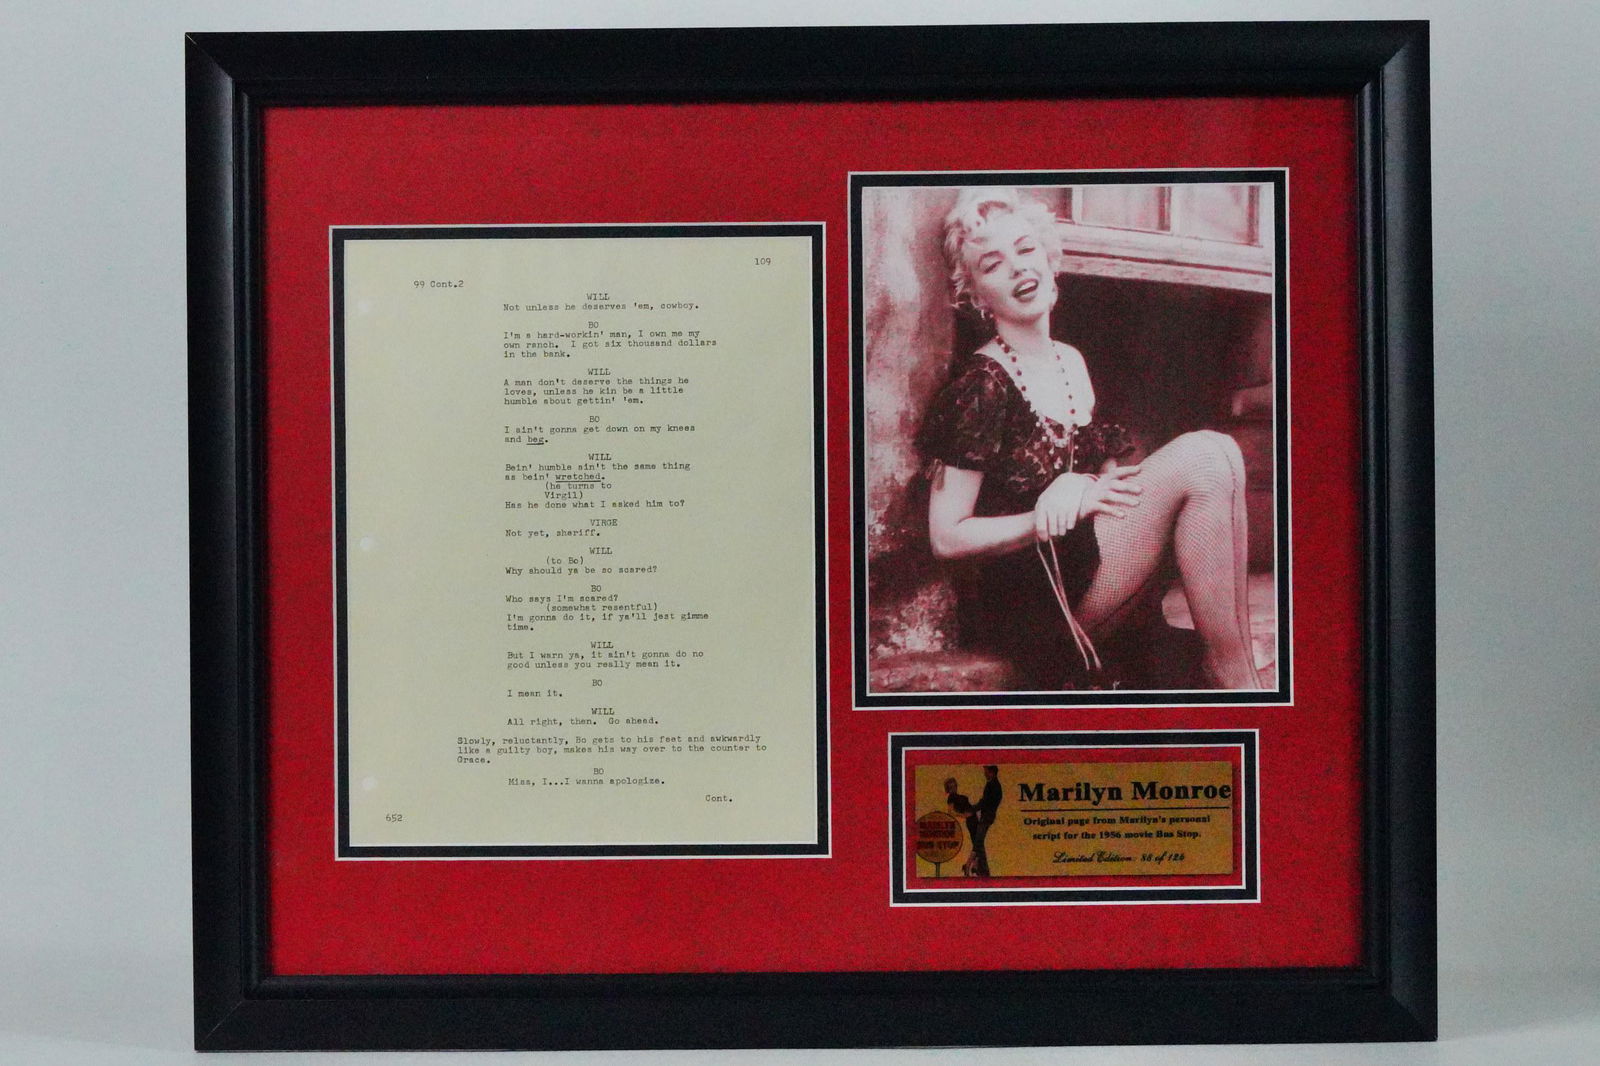 109
99 Cont.2
WILL
Not unless he deserves 'em, cowboy.
BO
I'm a hard-workin' man, I own me my
own ranch.  I got six thousand dollars
in the bank.
WILL
A man don't deserve the things he
loves, unless he kin be a little
humble about gettin' 'em.
BO
I ain't gonna get down on my knees
and beg.
WILL
Bein' humble ain't the same thing
as bein' wretched.
(he turns to
Virgil)
Has he done what I asked him to?
VIRGE
Not yet, sheriff.
WILL
(to Bo)
Why should ya be so scared?
BO
Who says I'm scared?
(somewhat resentful)
I'm gonna do it, if ya'll jest gimme
time.
WILL
But I warn ya, it ain't gonna do no
good unless you really mean it.
BO
I mean it.
WILL
All right, then.  Go ahead.
Slowly, reluctantly, Bo gets to his feet and awkwardly
like a guilty boy, makes his way over to the counter to
Grace.
BO
Miss, I...I wanna apologize.
Cont.
652
MARILYN
MONROE
BUS STOP
Marilyn Monroe
Original page from Marilyn's personal
script for the 1956 movie Bus Stop.
Limited Edition: 88 of 126